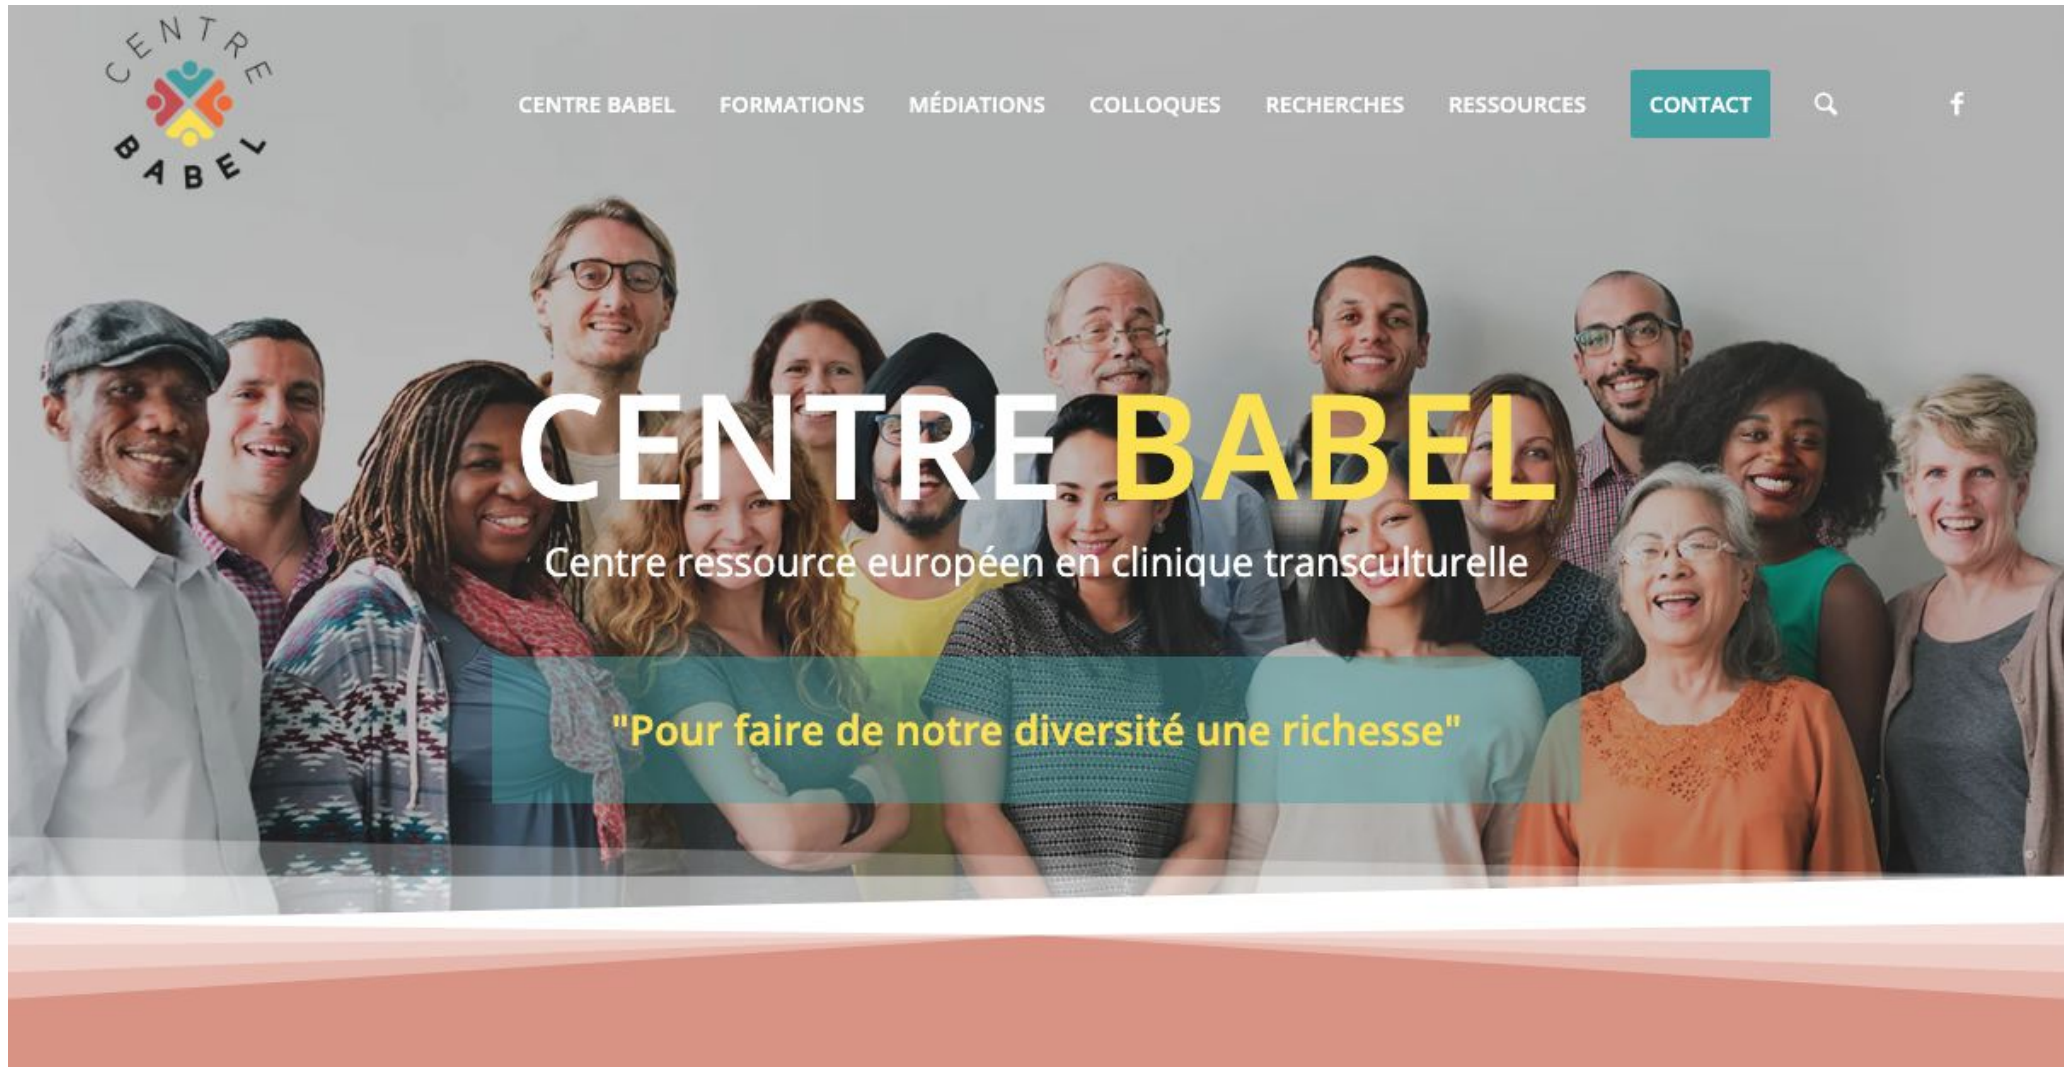 CENTRE
BABEL
CENTRE BABEL
FORMATIONS
MÉDIATIONS
COLLOQUES
RECHERCHES
RESSOURCES
CONTACT
f
CENTRE BABEL
Centre ressource européen en clinique transculturelle
"Pour faire de notre diversité une richesse"